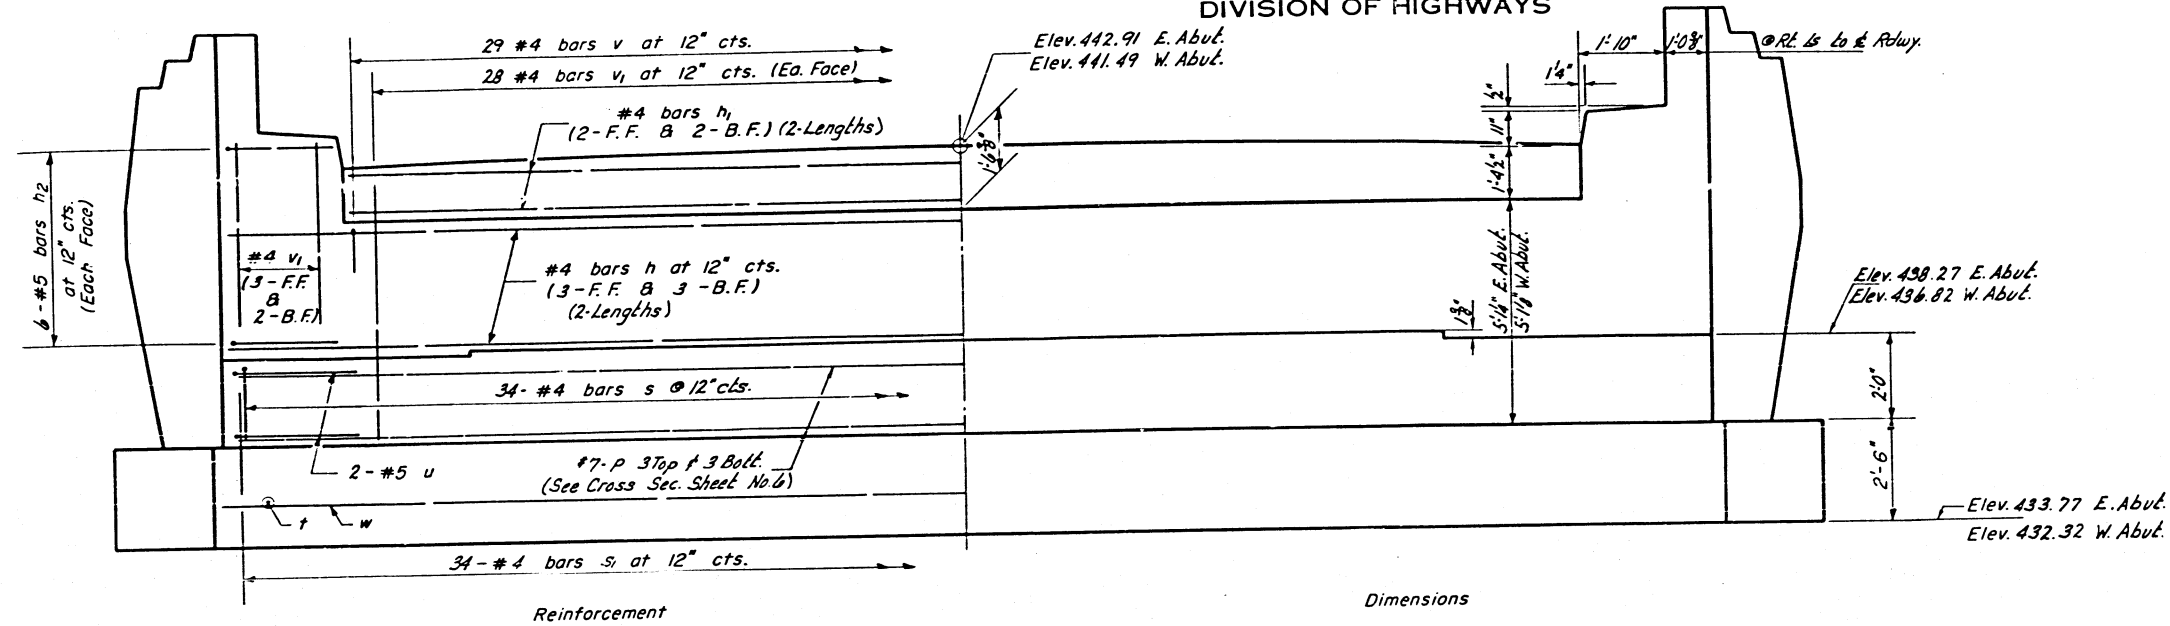 DIVISION OF HIGHWAYS
29 #4 bars v at 12" cts.
28 #4 bars v₁ at 12" cts. (Ea. Face)
#4 bars h₁
(2-F.F. & 2-B.F.) (2-Lengths)
Elev. 442.91 E. Abut.
Elev. 441.49 W. Abut.
1'-10"
1'-0⅜"
@ Rt. ∠s to ℄ Rdwy.
1¼"
½"
11"
1'-4½"
1'-6⅜"
6-#5 bars h2
at 12" cts.
(Each Face)
#4 v₁
(3-F.F.
&
2-B.F.)
#4 bars h at 12" cts.
(3-F.F. & 3-B.F.)
(2-Lengths)
5'-1¼" E. Abut.
5'-1⅛" W. Abut.
1⅜"
Elev. 438.27 E. Abut.
Elev. 436.82 W. Abut.
34-#4 bars s @ 12" cts.
2'-0"
2-#5 u
#7-p 3 Top & 3 Bott.
(See Cross Sec. Sheet No. 6)
2'-6"
t
w
Elev. 433.77 E. Abut.
Elev. 432.32 W. Abut.
34-#4 bars s₁ at 12" cts.
Reinforcement
Dimensions